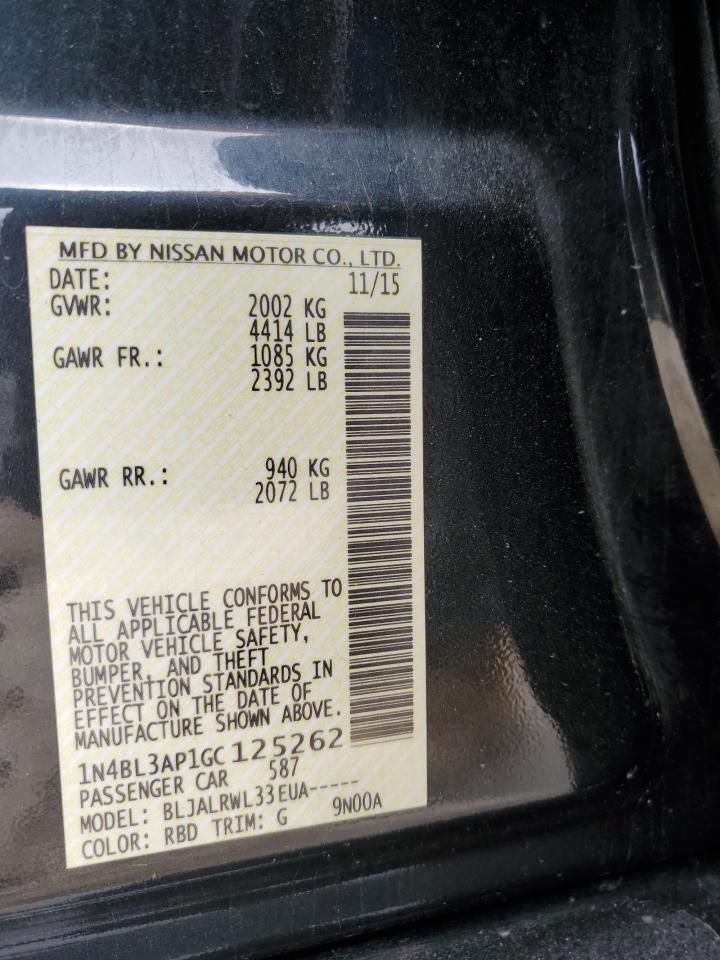 MFD BY NISSAN MOTOR CO., LTD.
DATE: 11/15
GVWR: 2002 KG
4414 LB
GAWR FR.: 1085 KG
2392 LB
GAWR RR.: 940 KG
2072 LB
THIS VEHICLE CONFORMS TO
ALL APPLICABLE FEDERAL
MOTOR VEHICLE SAFETY,
BUMPER, AND THEFT
PREVENTION STANDARDS IN
EFFECT ON THE DATE OF
MANUFACTURE SHOWN ABOVE.
1N4BL3AP1GC125262
PASSENGER CAR 587
MODEL: BLJALRWL33EUA-----
COLOR: RBD TRIM: G 9N00A